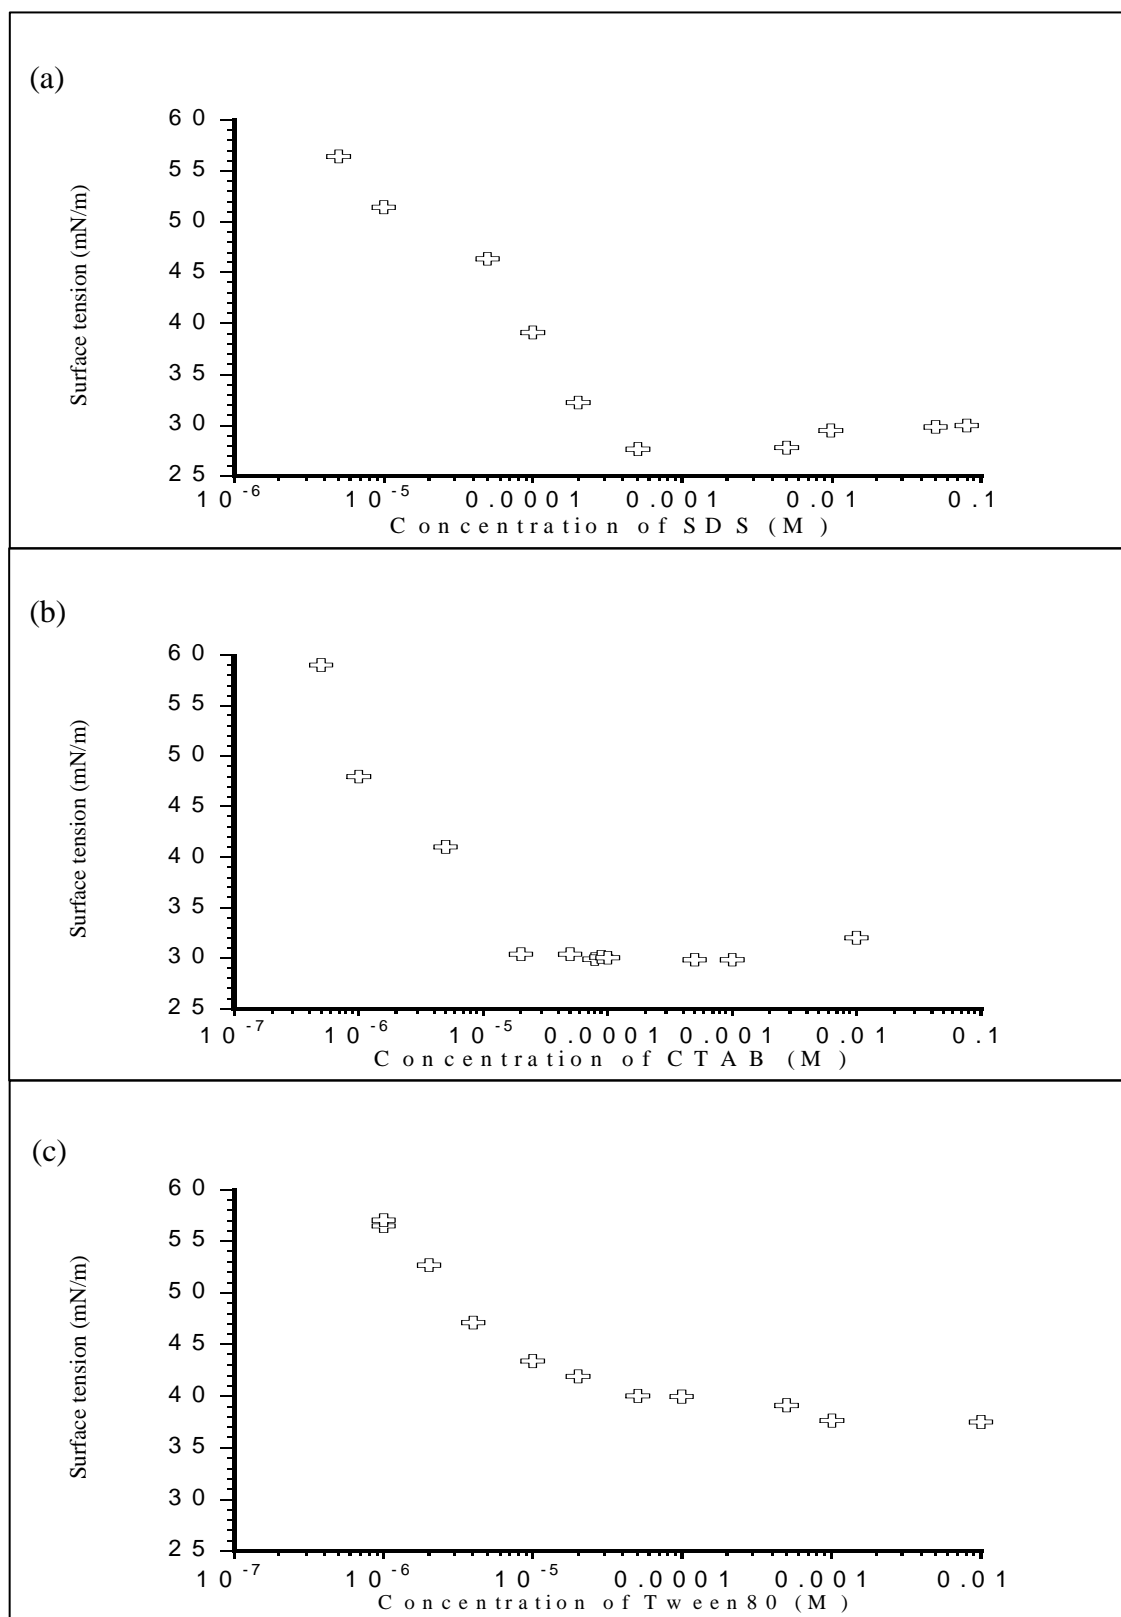 (a)
60
55
50
45
40
35
30
25
Surface tension (mN/m)
10-6 10-5 0.0001 0.001 0.01 0.1
Concentration of SDS (M)
(b)
60
55
50
45
40
35
30
25
Surface tension (mN/m)
10-7 10-6 10-5 0.0001 0.001 0.01 0.1
Concentration of CTAB (M)
(c)
60
55
50
45
40
35
30
25
Surface tension (mN/m)
10-7 10-6 10-5 0.0001 0.001 0.01
Concentration of Tween80 (M)